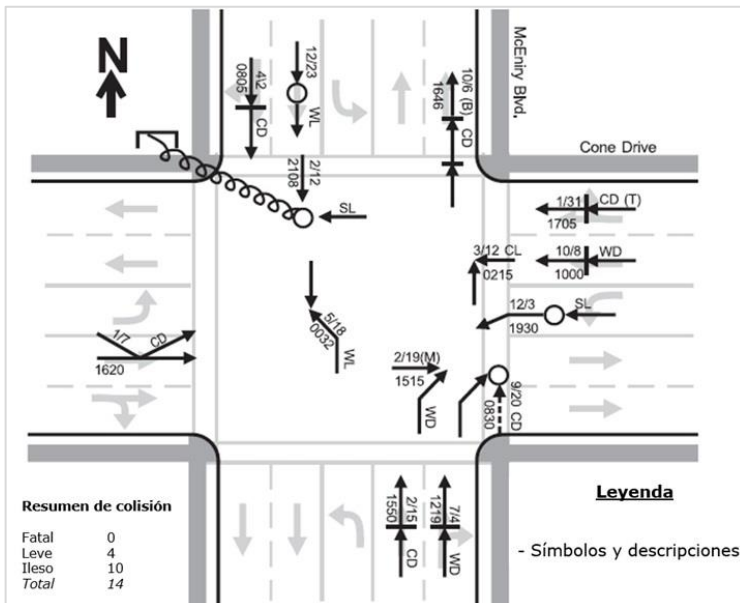 N
McEniry Blvd.
Cone Drive
4\2
0805
CD
12/23
WL
10/6 (B)
1646
CD
2/12
2108
SL
1/31
CD (T)
1705
3/12 CL
0215
10/8
WD
1000
12/3
SL
1930
5/18
0032
WL
1/7
CD
1620
2/19(M)
1515
WD
9/20 CD
0830
2/15
1550
CD
7/4
1219
WD
Resumen de colisión
Fatal 0
Leve 4
Ileso 10
Total 14
Leyenda
- Símbolos y descripciones